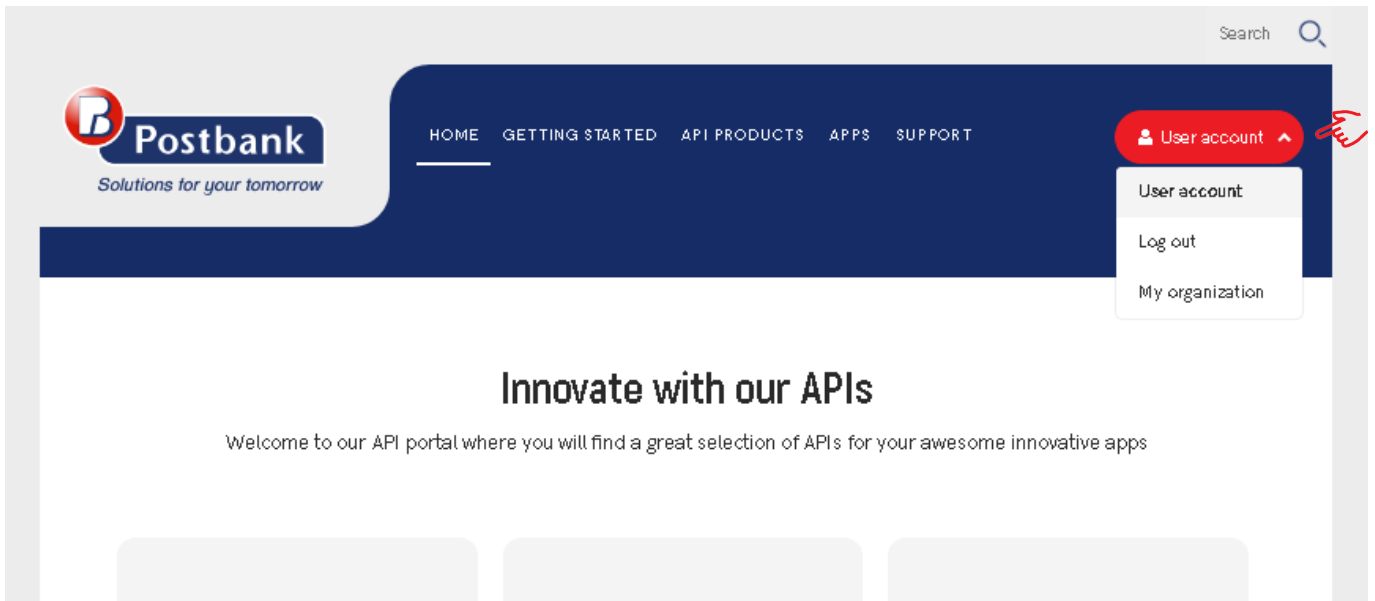 Search
Postbank
Solutions for your tomorrow
HOME GETTING STARTED API PRODUCTS APPS SUPPORT
User account
User account
Log out
My organization
Innovate with our APIs
Welcome to our API portal where you will find a great selection of APIs for your awesome innovative apps